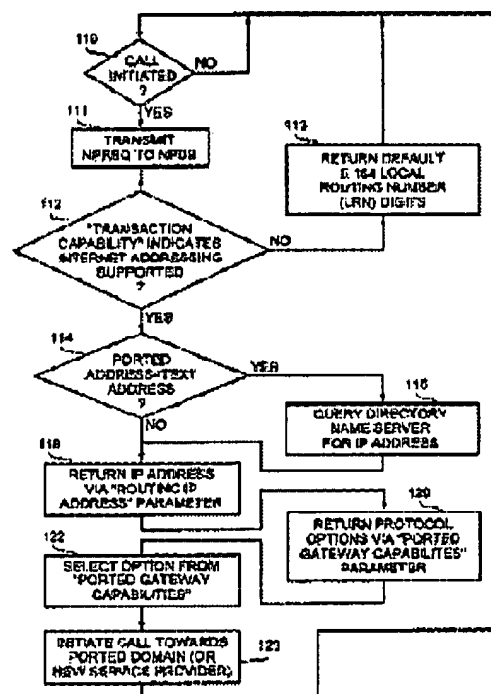 110
CALL
INITIATED
?
NO
YES
111
TRANSMIT
NPREQ TO NPDB
113
RETURN DEFAULT
E.164 LOCAL
ROUTING NUMBER
(LRN) DIGITS
112
"TRANSACTION
CAPABILITY" INDICATES
INTERNET ADDRESSING
SUPPORTED
?
NO
YES
114
PORTED
ADDRESS=TEXT
ADDRESS
?
YES
NO
116
QUERY DIRECTORY
NAME SERVER
FOR IP ADDRESS
118
RETURN IP ADDRESS
VIA "ROUTING IP
ADDRESS" PARAMETER
120
RETURN PROTOCOL
OPTIONS VIA "PORTED
GATEWAY CAPABILITES"
PARAMETER
122
SELECT OPTION FROM
"PORTED GATEWAY
CAPABILITIES"
INITIATE CALL TOWARDS
PORTED DOMAIN (OR
NEW SERVICE PROVIDER)
123